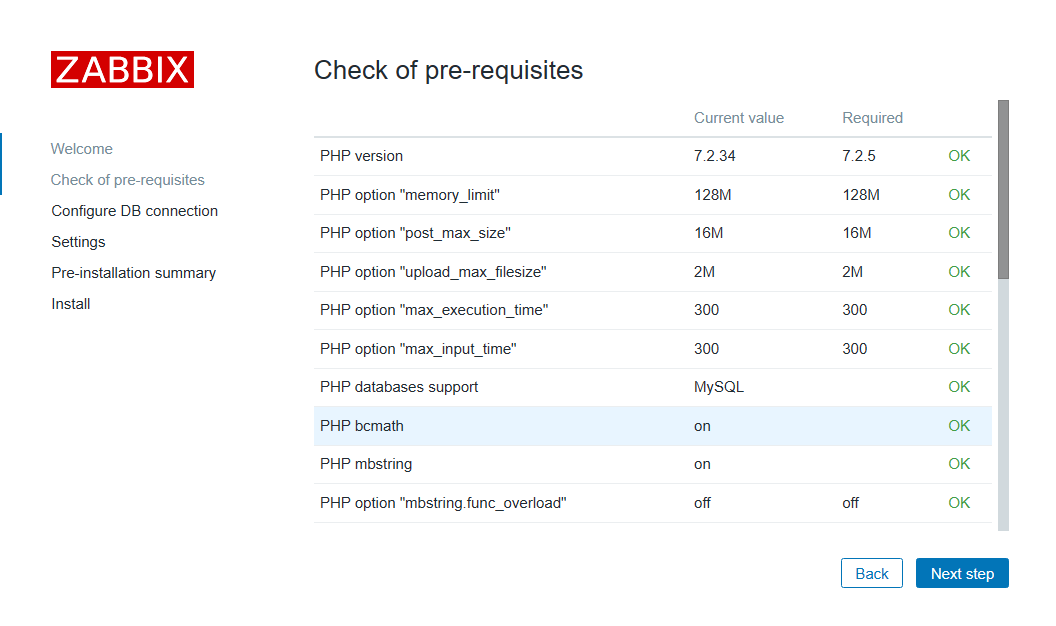 ZABBIX
Welcome
Check of pre-requisites
Configure DB connection
Settings
Pre-installation summary
Install
Check of pre-requisites
Current value Required
PHP version 7.2.34 7.2.5 OK
PHP option "memory_limit" 128M 128M OK
PHP option "post_max_size" 16M 16M OK
PHP option "upload_max_filesize" 2M 2M OK
PHP option "max_execution_time" 300 300 OK
PHP option "max_input_time" 300 300 OK
PHP databases support MySQL OK
PHP bcmath on OK
PHP mbstring on OK
PHP option "mbstring.func_overload" off off OK
Back Next step